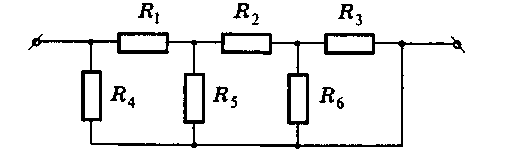 R₁ R₂ R₃
R₄ R₅ R₆